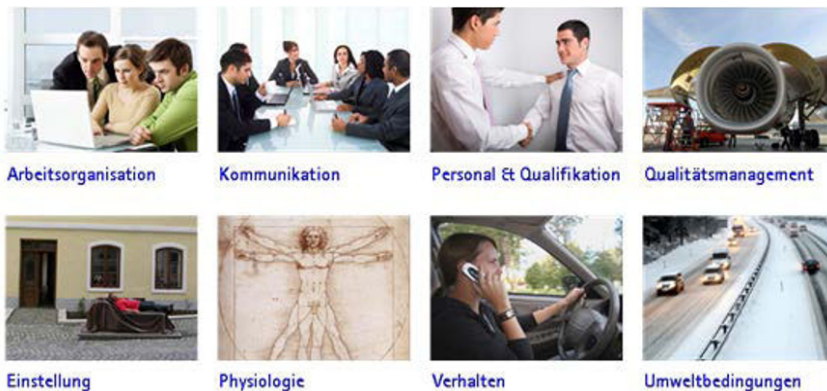 Arbeitsorganisation
Kommunikation
Personal & Qualifikation
Qualitätsmanagement
Einstellung
Physiologie
Verhalten
Umweltbedingungen